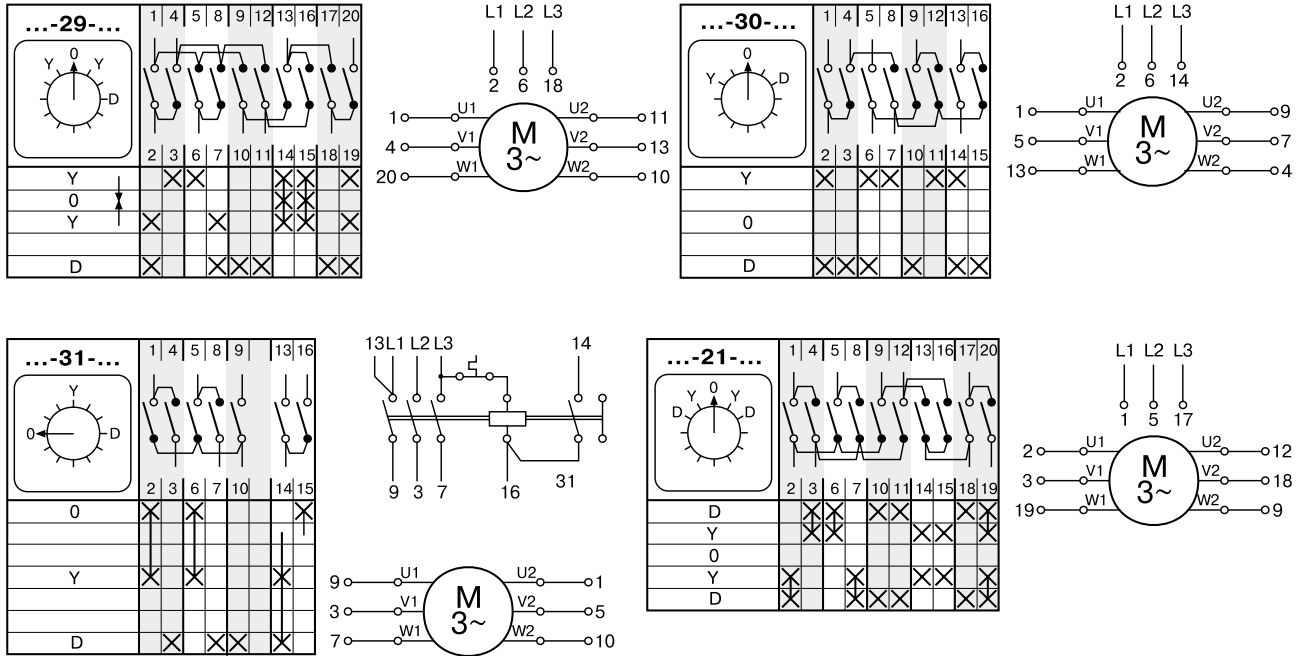 ...-29-...
1 4 5 8 9 12 13 16 17 20
Y 0 Y
D
2 3 6 7 10 11 14 15 18 19
Y
0
Y
D
L1 L2 L3
2 6 18
1 U1 U2 11
4 V1 V2 13
20 W1 W2 10
M
3~
...-30-...
1 4 5 8 9 12 13 16
0
Y D
2 3 6 7 10 11 14 15
Y
0
D
L1 L2 L3
2 6 14
1 U1 U2 9
5 V1 V2 7
13 W1 W2 4
M
3~
...-31-...
1 4 5 8 9 13 16
Y
0 D
2 3 6 7 10 14 15
0
Y
D
13 L1 L2 L3 14
9 3 7 16 31
9 U1 U2 1
3 V1 V2 5
7 W1 W2 10
M
3~
...-21-...
1 4 5 8 9 12 13 16 17 20
0
Y Y
D D
2 3 6 7 10 11 14 15 18 19
D
Y
0
Y
D
L1 L2 L3
1 5 17
2 U1 U2 12
3 V1 V2 18
19 W1 W2 9
M
3~